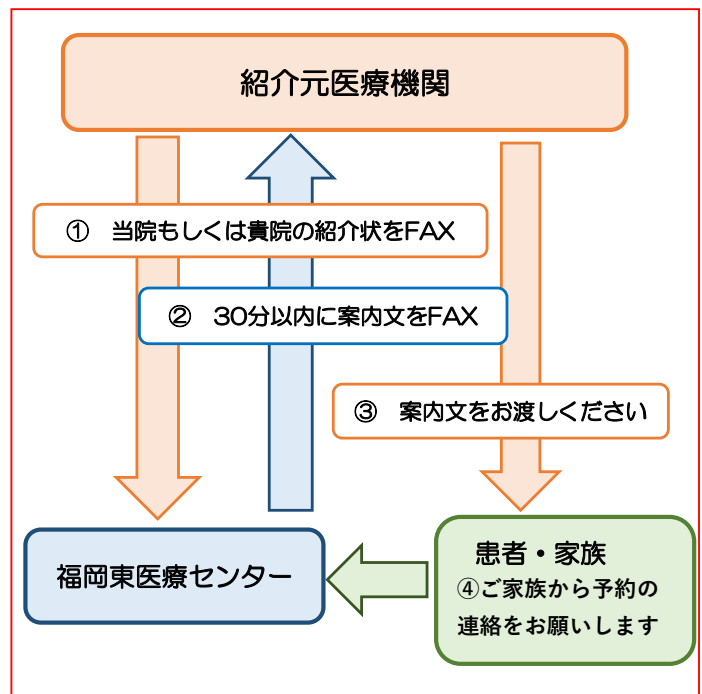 紹介元医療機関
① 当院もしくは貴院の紹介状をFAX
② 30分以内に案内文をFAX
③ 案内文をお渡しください
福岡東医療センター
患者・家族
④ご家族から予約の
連絡をお願いします